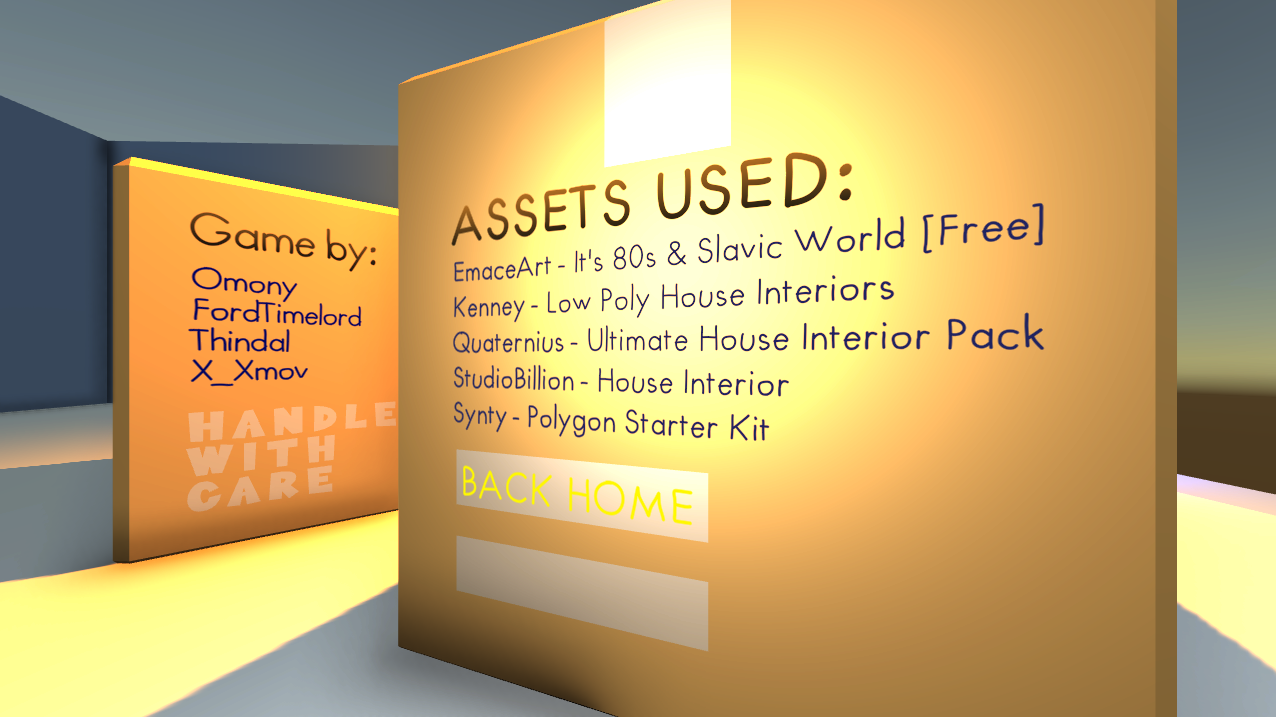 Game by:
Omony
FordTimelord
Thindal
X_Xmov
HANDLE
WITH
CARE
ASSETS USED:
EmaceArt - It's 80s & Slavic World [Free]
Kenney - Low Poly House Interiors
Quaternius - Ultimate House Interior Pack
StudioBillion - House Interior
Synty - Polygon Starter Kit
BACK HOME